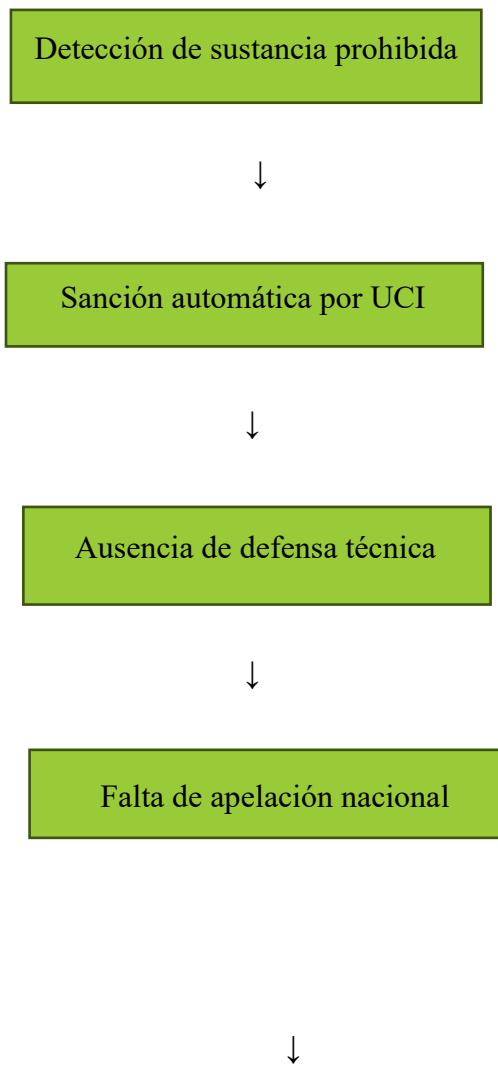 Detección de sustancia prohibida
↓
Sanción automática por UCI
↓
Ausencia de defensa técnica
↓
Falta de apelación nacional
↓